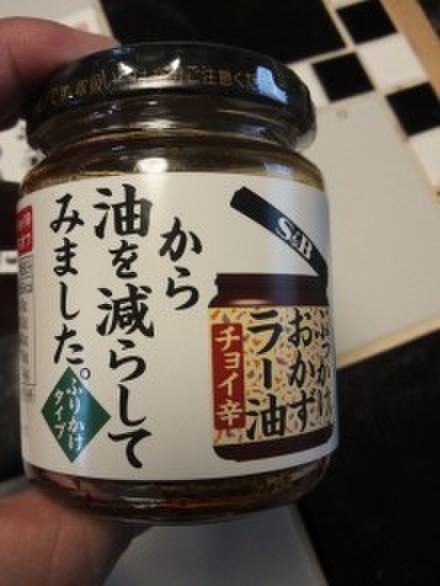 S&B
ぶっかけ
おかず
ラー油
チョイ辛
から
油を減らして
みました。
ふりかけ
タイプ